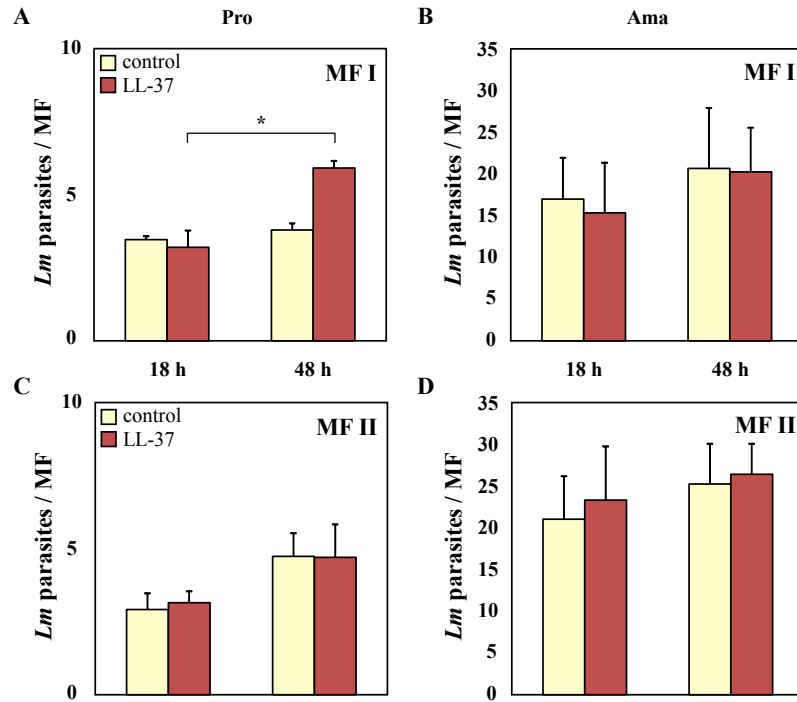 A
Pro
B
Ama
10
5
0
Lm parasites / MF
control
LL-37
MF I
*
18 h
48 h
35
30
25
20
15
10
5
0
Lm parasites / MF
MF I
18 h
48 h
C
10
5
0
Lm parasites / MF
control
LL-37
MF II
D
35
30
25
20
15
10
5
0
Lm parasites / MF
MF II